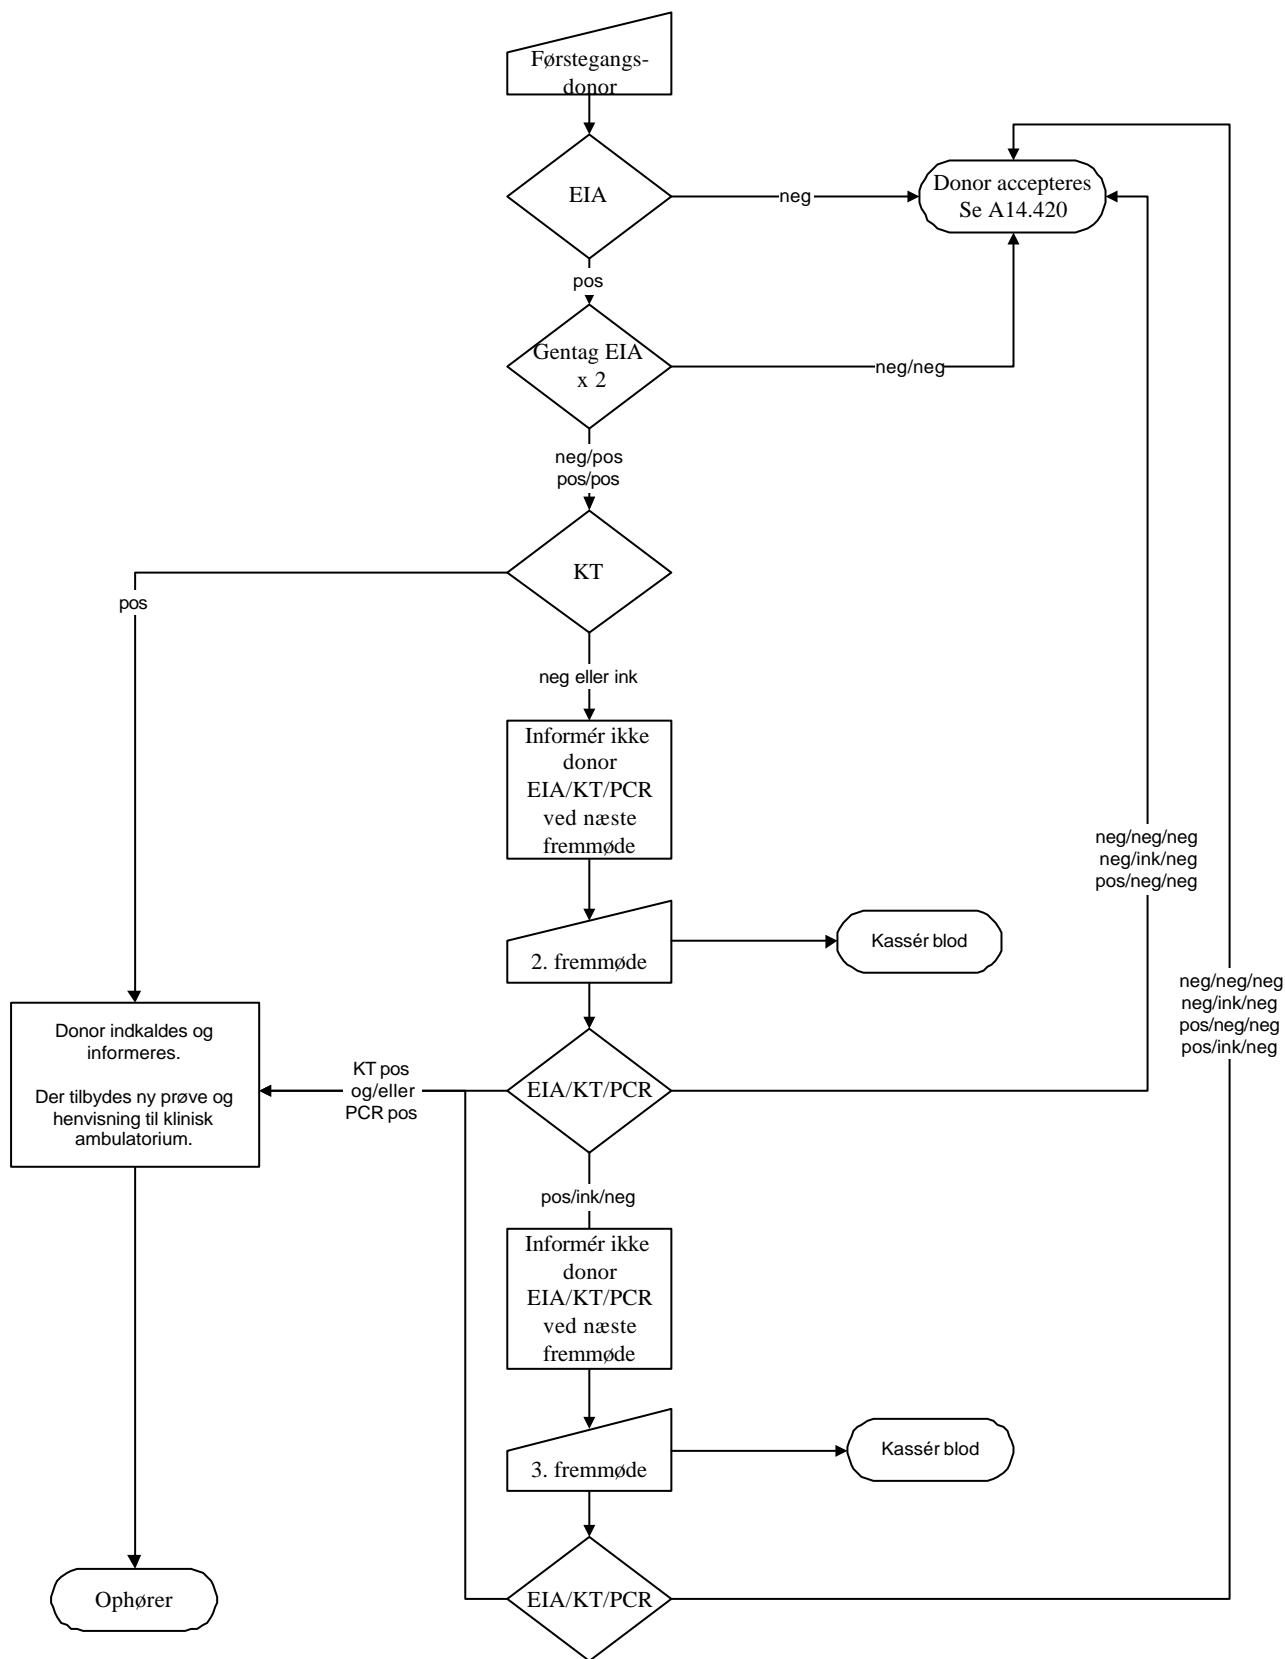 Førstegangs-
donor
EIA
neg
Donor accepteres
Se A14.420
pos
Gentag EIA
x 2
neg/neg
neg/pos
pos/pos
KT
pos
neg eller ink
Informér ikke
donor
EIA/KT/PCR
ved næste
fremmøde
neg/neg/neg
neg/ink/neg
pos/neg/neg
2. fremmøde
Kassér blod
neg/neg/neg
neg/ink/neg
pos/neg/neg
pos/ink/neg
Donor indkaldes og
informeres.
Der tilbydes ny prøve og
henvisning til klinisk
ambulatorium.
KT pos
og/eller
PCR pos
EIA/KT/PCR
pos/ink/neg
Informér ikke
donor
EIA/KT/PCR
ved næste
fremmøde
3. fremmøde
Kassér blod
Ophører
EIA/KT/PCR